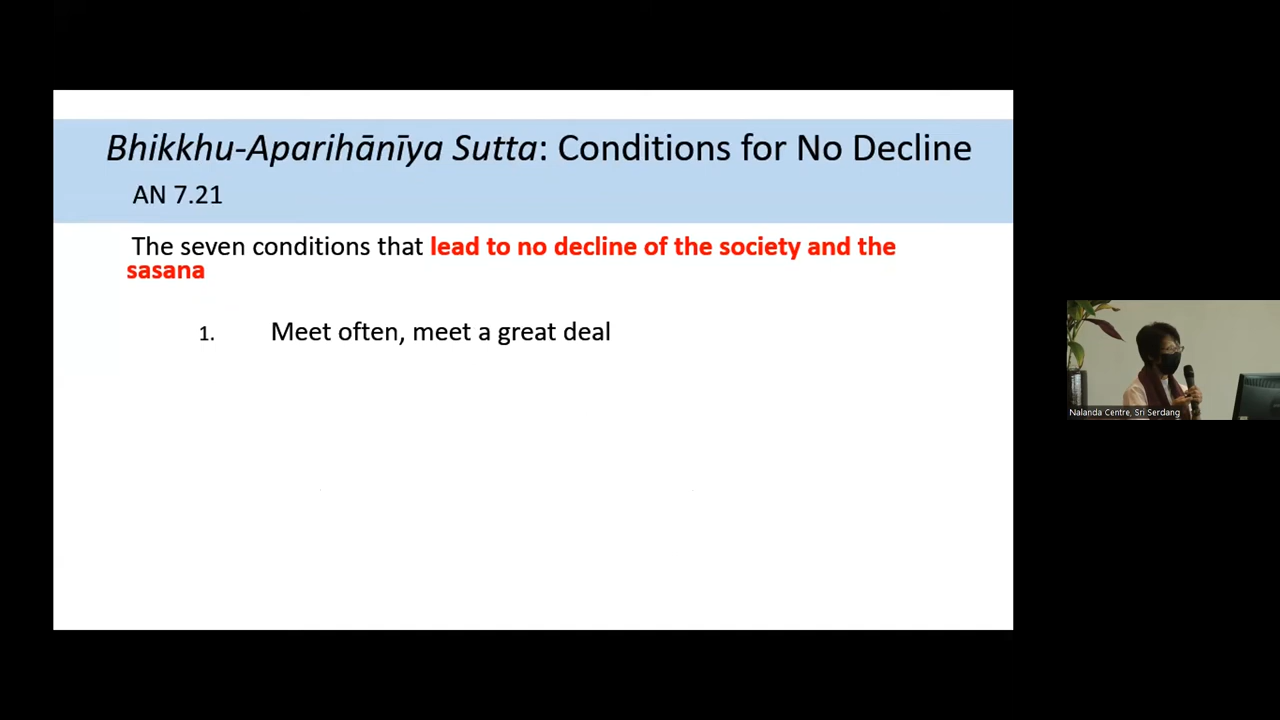 Bhikkhu-Aparihānīya Sutta: Conditions for No Decline
AN 7.21
The seven conditions that lead to no decline of the society and the
sasana
1. Meet often, meet a great deal
Nalanda Centre, Sri Serdang